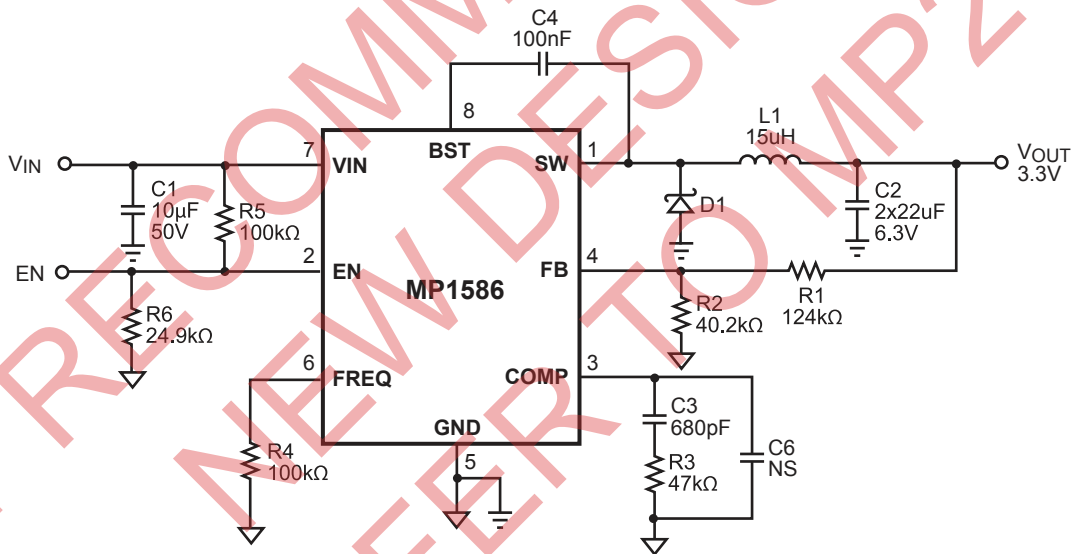 RECOMM
NEW DESIG
REFER TO MP2
C4
100nF
8
BST
VIN
7
VIN
C1
10µF
50V
R5
100kΩ
EN
2
EN
R6
24.9kΩ
MP1586
SW
1
L1
15uH
VOUT
3.3V
D1
C2
2x22uF
6.3V
FB
4
R1
124kΩ
R2
40.2kΩ
6
FREQ
R4
100kΩ
GND
5
COMP
3
C3
680pF
R3
47kΩ
C6
NS